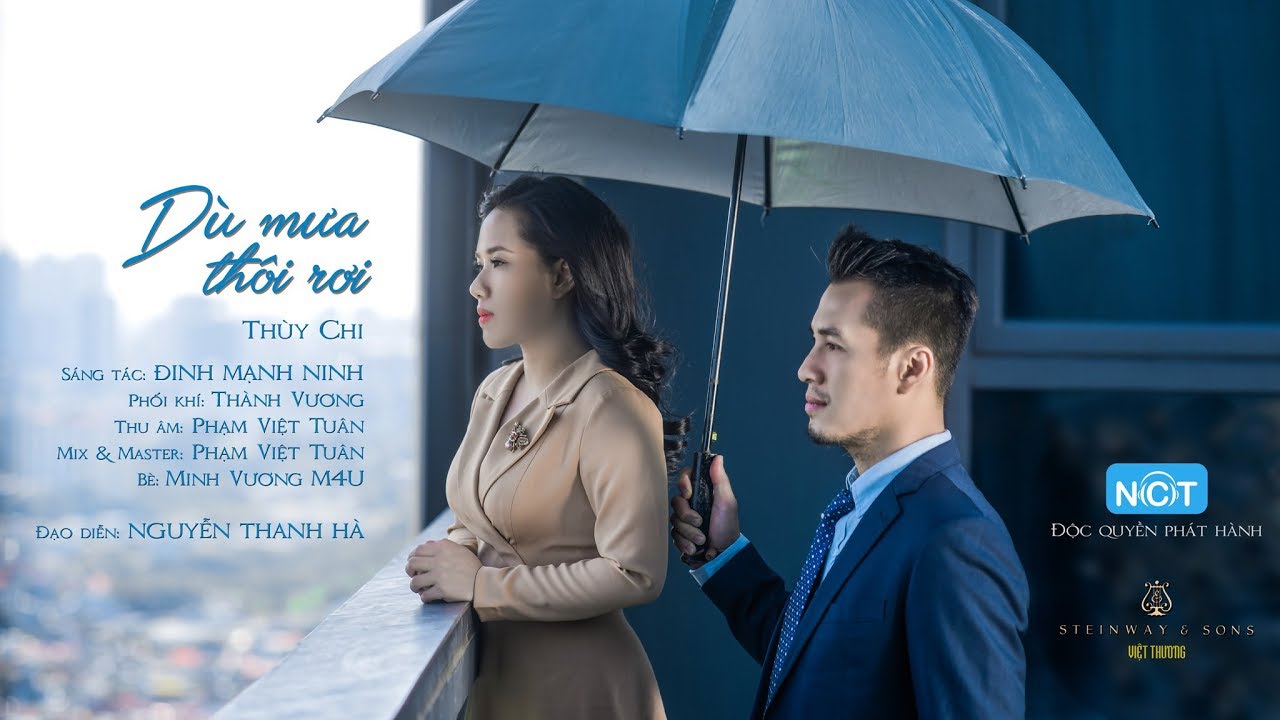 Dù mưa
thôi rơi
THÙY CHI
SÁNG TÁC: ĐINH MẠNH NINH
PHỐI KHÍ: THÀNH VƯƠNG
THU ÂM: PHẠM VIỆT TUÂN
MIX & MASTER: PHẠM VIỆT TUÂN
BÈ: MINH VƯƠNG M4U
ĐẠO DIỄN: NGUYỄN THANH HÀ
NCT
ĐỘC QUYỀN PHÁT HÀNH
STEINWAY & SONS
VIỆT THƯƠNG